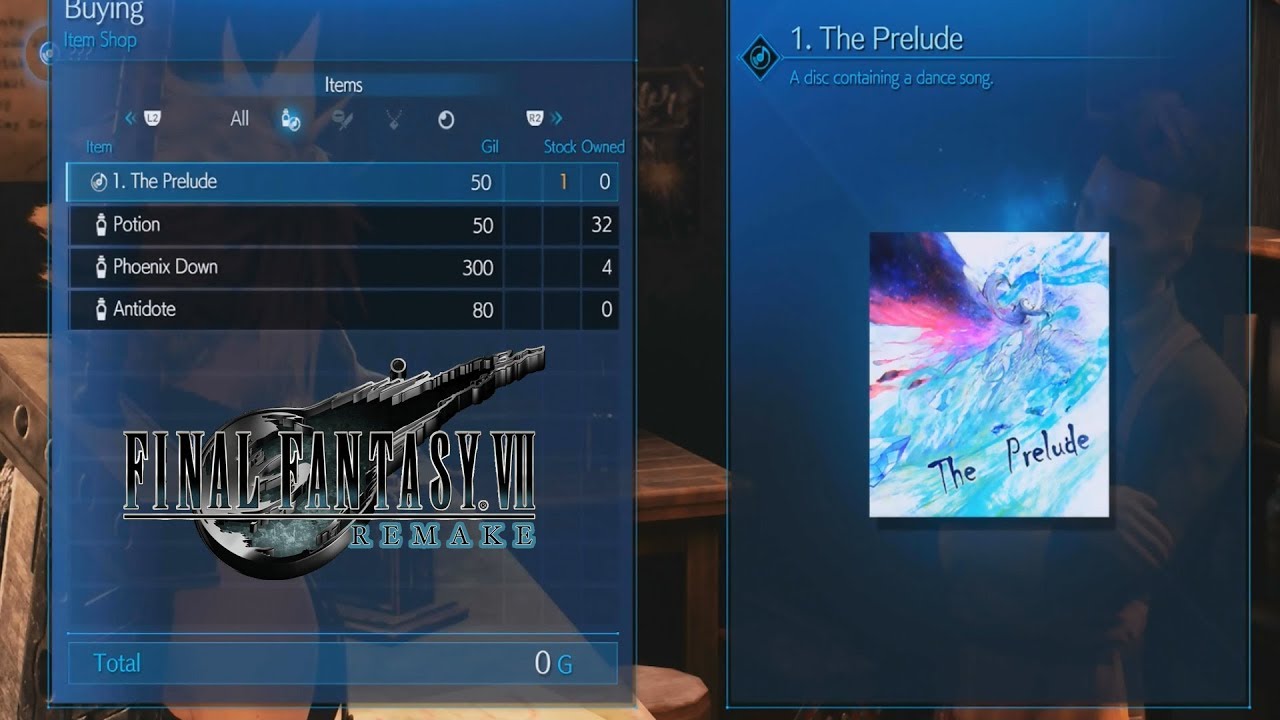 Buying
Item Shop
Items
L2 All R2
Item Gil Stock Owned
1. The Prelude 50 1 0
Potion 50 32
Phoenix Down 300 4
Antidote 80 0
FINAL FANTASY. VII
REMAKE
Total 0 G
1. The Prelude
A disc containing a dance song.
The Prelude